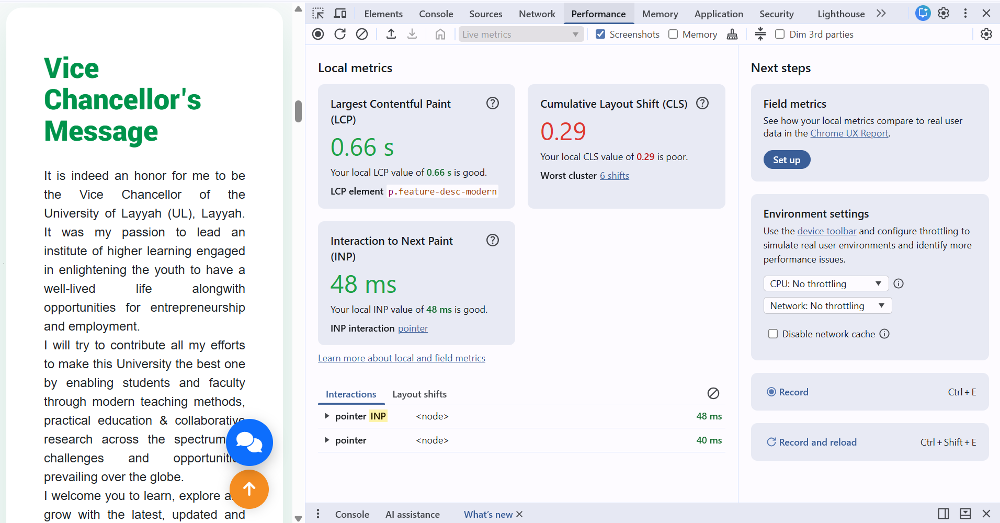 Vice
Chancellor's
Message
It is indeed an honor for me to be
the Vice Chancellor of the
University of Layyah (UL), Layyah.
It was my passion to lead an
institute of higher learning engaged
in enlightening the youth to have a
well-lived life alongwith
opportunities for entrepreneurship
and employment.
I will try to contribute all my efforts
to make this University the best one
by enabling students and faculty
through modern teaching methods,
practical education & collaborative
research across the spectrum
challenges and
prevailing over the globe.
I welcome you to learn, explore
grow with the latest, updated and
Elements Console Sources Network Performance Memory Application Security Lighthouse
Live metrics Screenshots Memory Dim 3rd parties
Local metrics
Largest Contentful Paint
(LCP)
0.66 s
Your local LCP value of 0.66 s is good.
LCP element p.feature-desc-modern
Cumulative Layout Shift (CLS)
0.29
Your local CLS value of 0.29 is poor.
Worst cluster 6 shifts
Interaction to Next Paint
(INP)
48 ms
Your local INP value of 48 ms is good.
INP interaction pointer
Learn more about local and field metrics
Interactions Layout shifts
pointer INP <node> 48 ms
pointer <node> 40 ms
Next steps
Field metrics
See how your local metrics compare to real user
data in the Chrome UX Report.
Set up
Environment settings
Use the device toolbar and configure throttling to
simulate real user environments and identify more
performance issues.
CPU: No throttling
Network: No throttling
Disable network cache
Record Ctrl + E
Record and reload Ctrl + Shift + E
Console AI assistance What's new